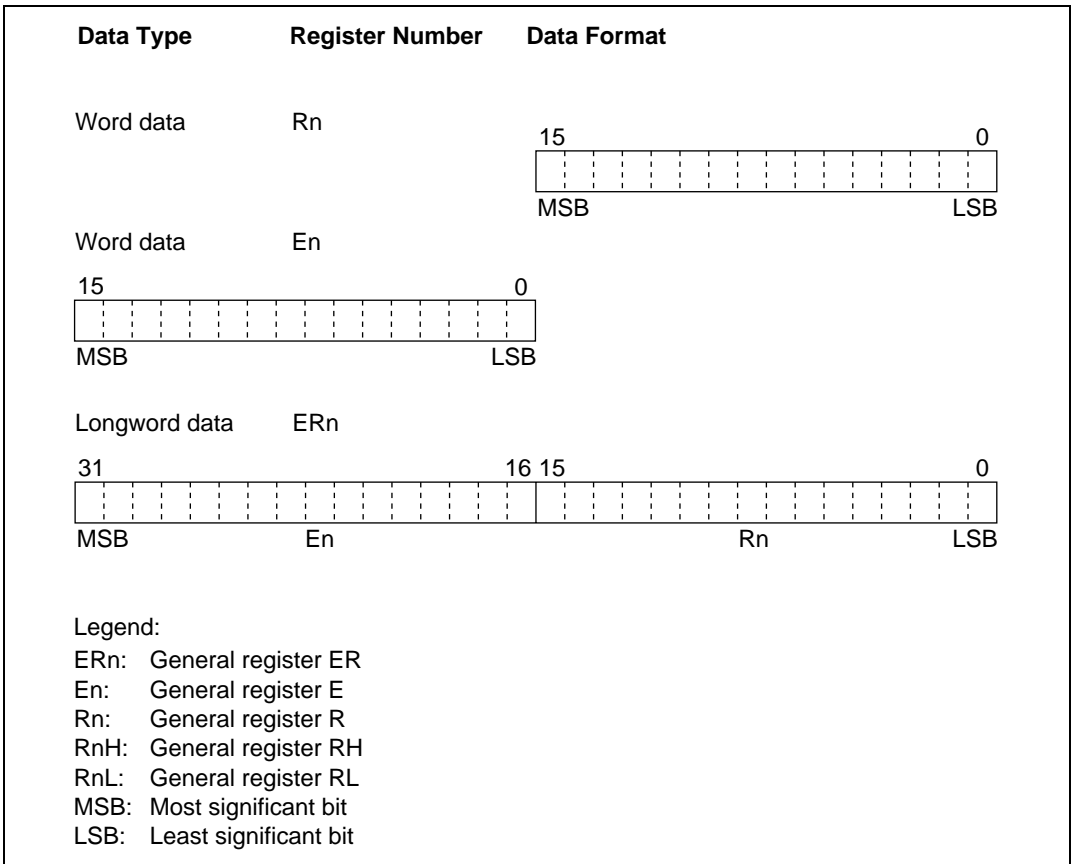 Data Type Register Number Data Format
Word data Rn
15 0
MSB LSB
Word data En
15 0
MSB LSB
Longword data ERn
31 16 15 0
MSB En Rn LSB
Legend:
ERn: General register ER
En: General register E
Rn: General register R
RnH: General register RH
RnL: General register RL
MSB: Most significant bit
LSB: Least significant bit